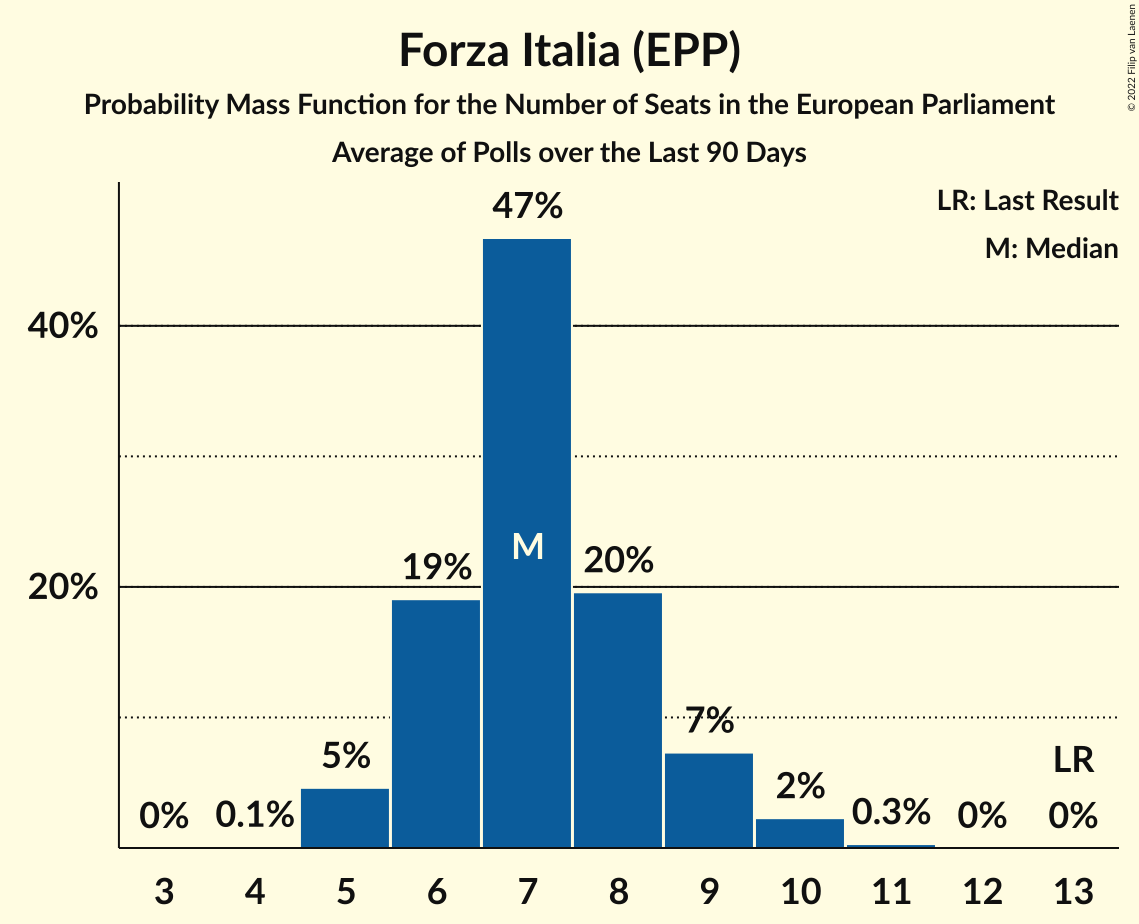 Forza Italia (EPP)
Probability Mass Function for the Number of Seats in the European Parliament
Average of Polls over the Last 90 Days
© 2022 Filip van Laenen
LR: Last Result
M: Median
47%
40%
M
19%
20%
20%
7%
5%
LR
2%
0%
0.1%
0.3%
0%
0%
3 4 5 6 7 8 9 10 11 12 13